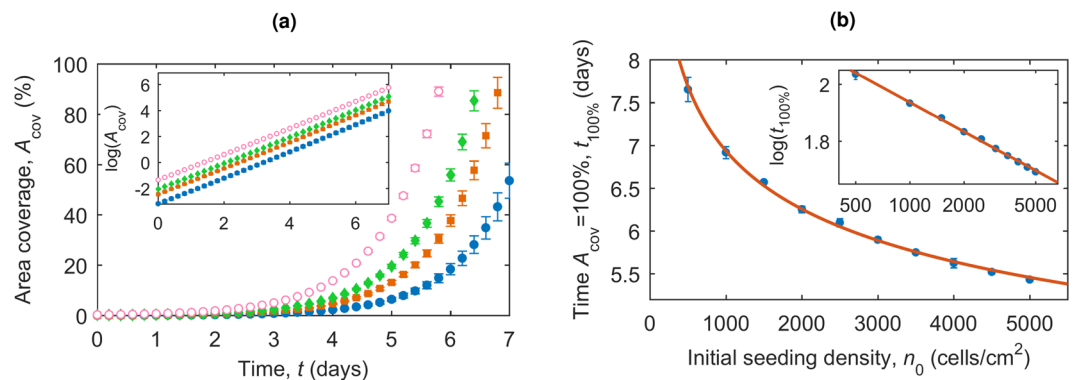 (a)
100
80
60
40
20
0
Area coverage, A_cov (%)
6
4
2
0
-2
log(A_cov)
0 2 4 6
0 1 2 3 4 5 6 7
Time, t (days)
(b)
8
7.5
7
6.5
6
5.5
Time A_cov=100%, t_100% (days)
2
1.8
log(t_100%)
500 1000 2000 5000
0 1000 2000 3000 4000 5000
Initial seeding density, n_0 (cells/cm^2)